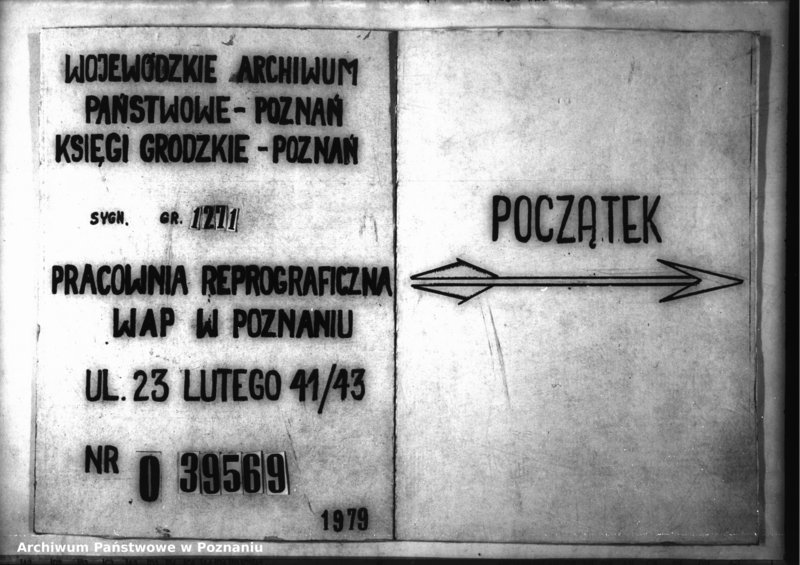 WOJEWÓDZKIE ARCHIWUM
PAŃSTWOWE - POZNAŃ
KSIĘGI GRODZKIE - POZNAŃ
SYGN. GR. 1271
PRACOWNIA REPROGRAFICZNA
WAP W POZNANIU
UL. 23 LUTEGO 41/43
NR 0 39569
1979
POCZĄTEK
Archiwum Państwowe w Poznaniu